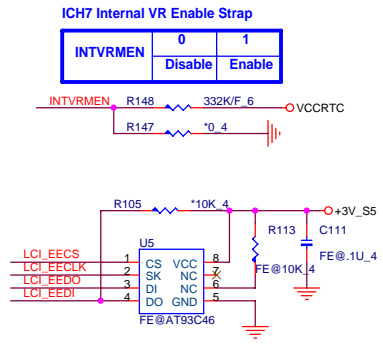 ICH7 Internal VR Enable Strap
INTVRMEN 0 1
Disable Enable
INTVRMEN R148 332K/F_6 VCCRTC
R147 *0_4
R105 *10K_4 +3V_S5
U5 R113 C111
LCI_EECS 1 CS VCC 8
LCI_EECLK 2 SK NC 7
LCI_EEDO 3 DI NC 6
LCI_EEDI 4 DO GND 5
FE@10K_4 FE@.1U_4
FE@AT93C46